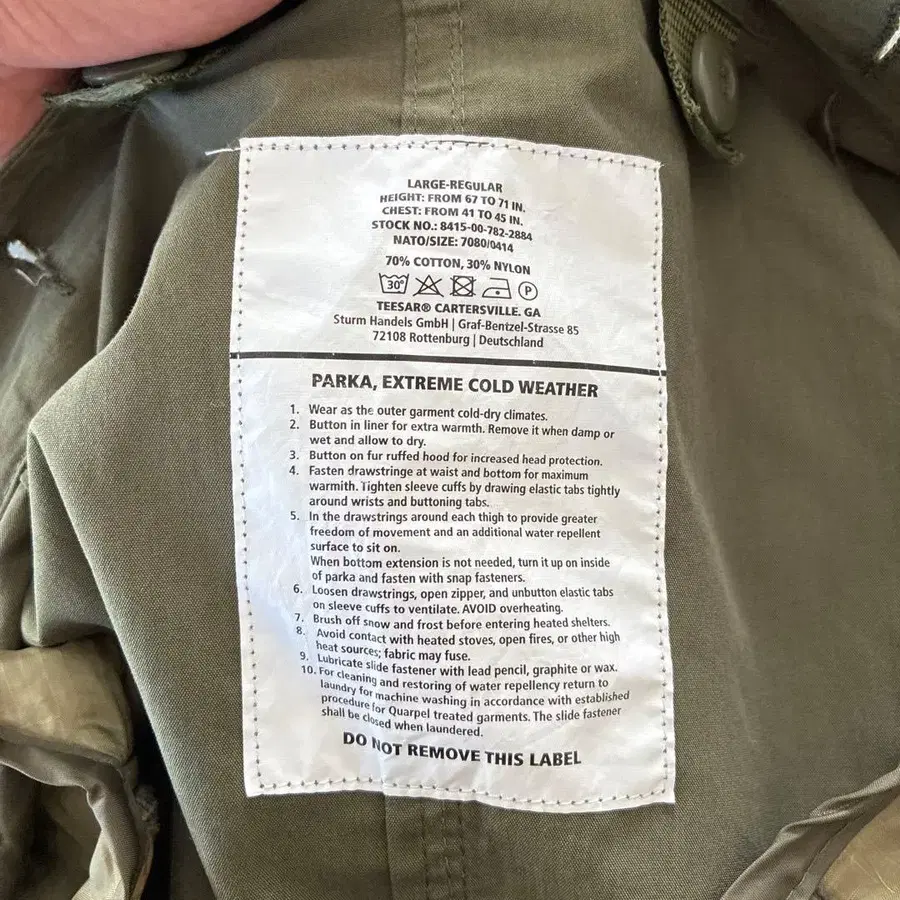 LARGE-REGULAR
HEIGHT: FROM 67 TO 71 IN.
CHEST: FROM 41 TO 45 IN.
STOCK NO.: 8415-00-782-2884
NATO/SIZE: 7080/0414
70% COTTON, 30% NYLON
30° P
TEESAR® CARTERSVILLE. GA
Sturm Handels GmbH | Graf-Bentzel-Strasse 85
72108 Rottenburg | Deutschland
PARKA, EXTREME COLD WEATHER
1. Wear as the outer garment cold-dry climates.
2. Button in liner for extra warmth. Remove it when damp or
wet and allow to dry.
3. Button on fur ruffed hood for increased head protection.
4. Fasten drawstringe at waist and bottom for maximum
warmith. Tighten sleeve cuffs by drawing elastic tabs tightly
around wrists and buttoning tabs.
5. In the drawstrings around each thigh to provide greater
freedom of movement and an additional water repellent
surface to sit on.
When bottom extension is not needed, turn it up on inside
of parka and fasten with snap fasteners.
6. Loosen drawstrings, open zipper, and unbutton elastic tabs
on sleeve cuffs to ventilate. AVOID overheating.
7. Brush off snow and frost before entering heated shelters.
8. Avoid contact with heated stoves, open fires, or other high
heat sources; fabric may fuse.
9. Lubricate slide fastener with lead pencil, graphite or wax.
10. For cleaning and restoring of water repellency return to
laundry for machine washing in accordance with established
procedure for Quarpel treated garments. The slide fastener
shall be closed when laundered.
DO NOT REMOVE THIS LABEL